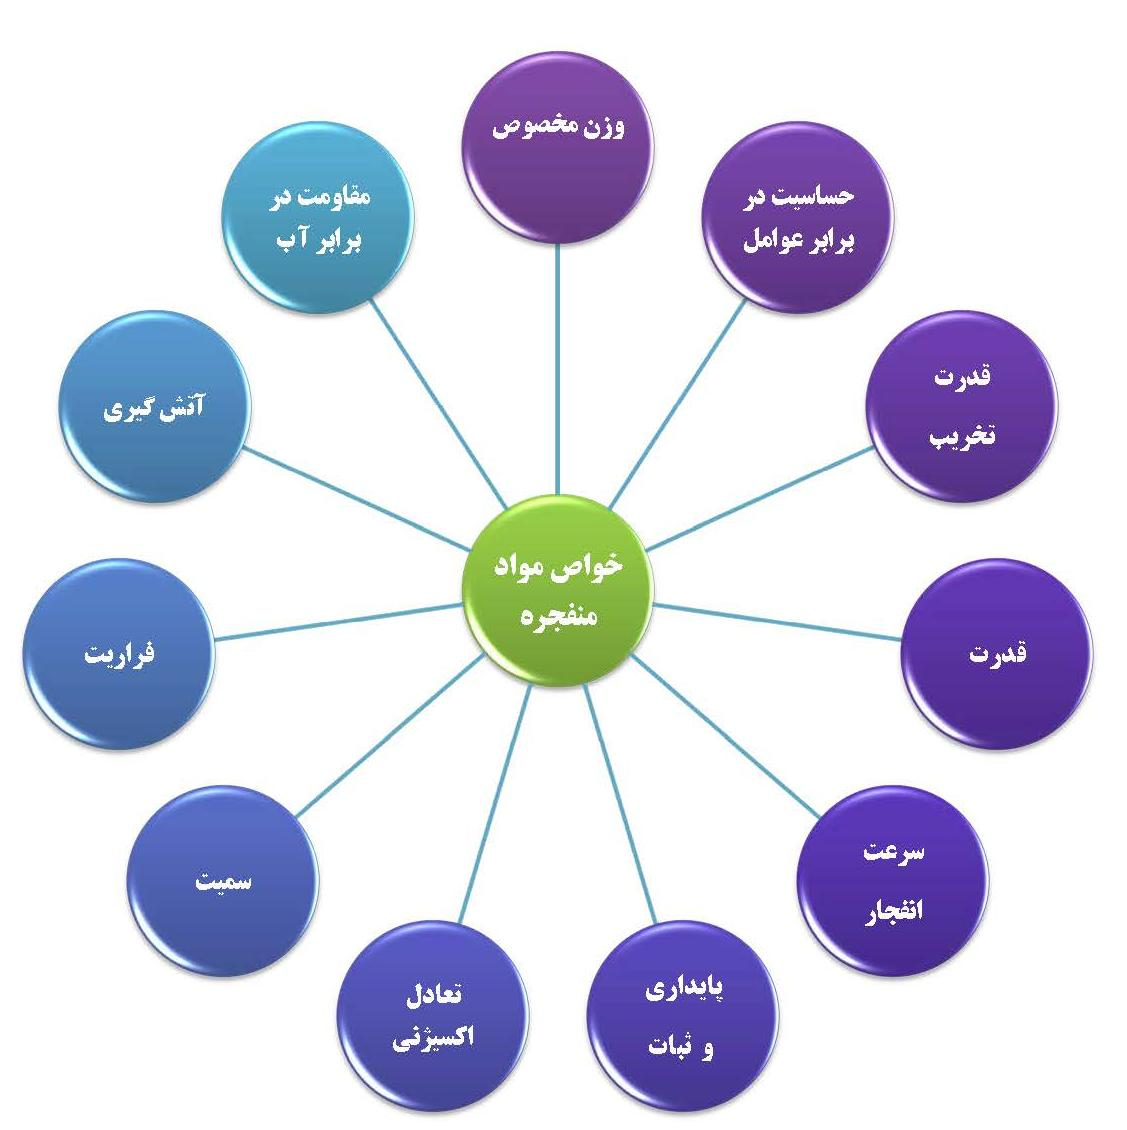 وزن مخصوص
حساسیت در
برابر عوامل
قدرت
تخریب
قدرت
سرعت
انفجار
پایداری
و ثبات
تعادل
اکسیژنی
سمیت
فراریت
آتش گیری
مقاومت در
برابر آب
خواص مواد
منفجره